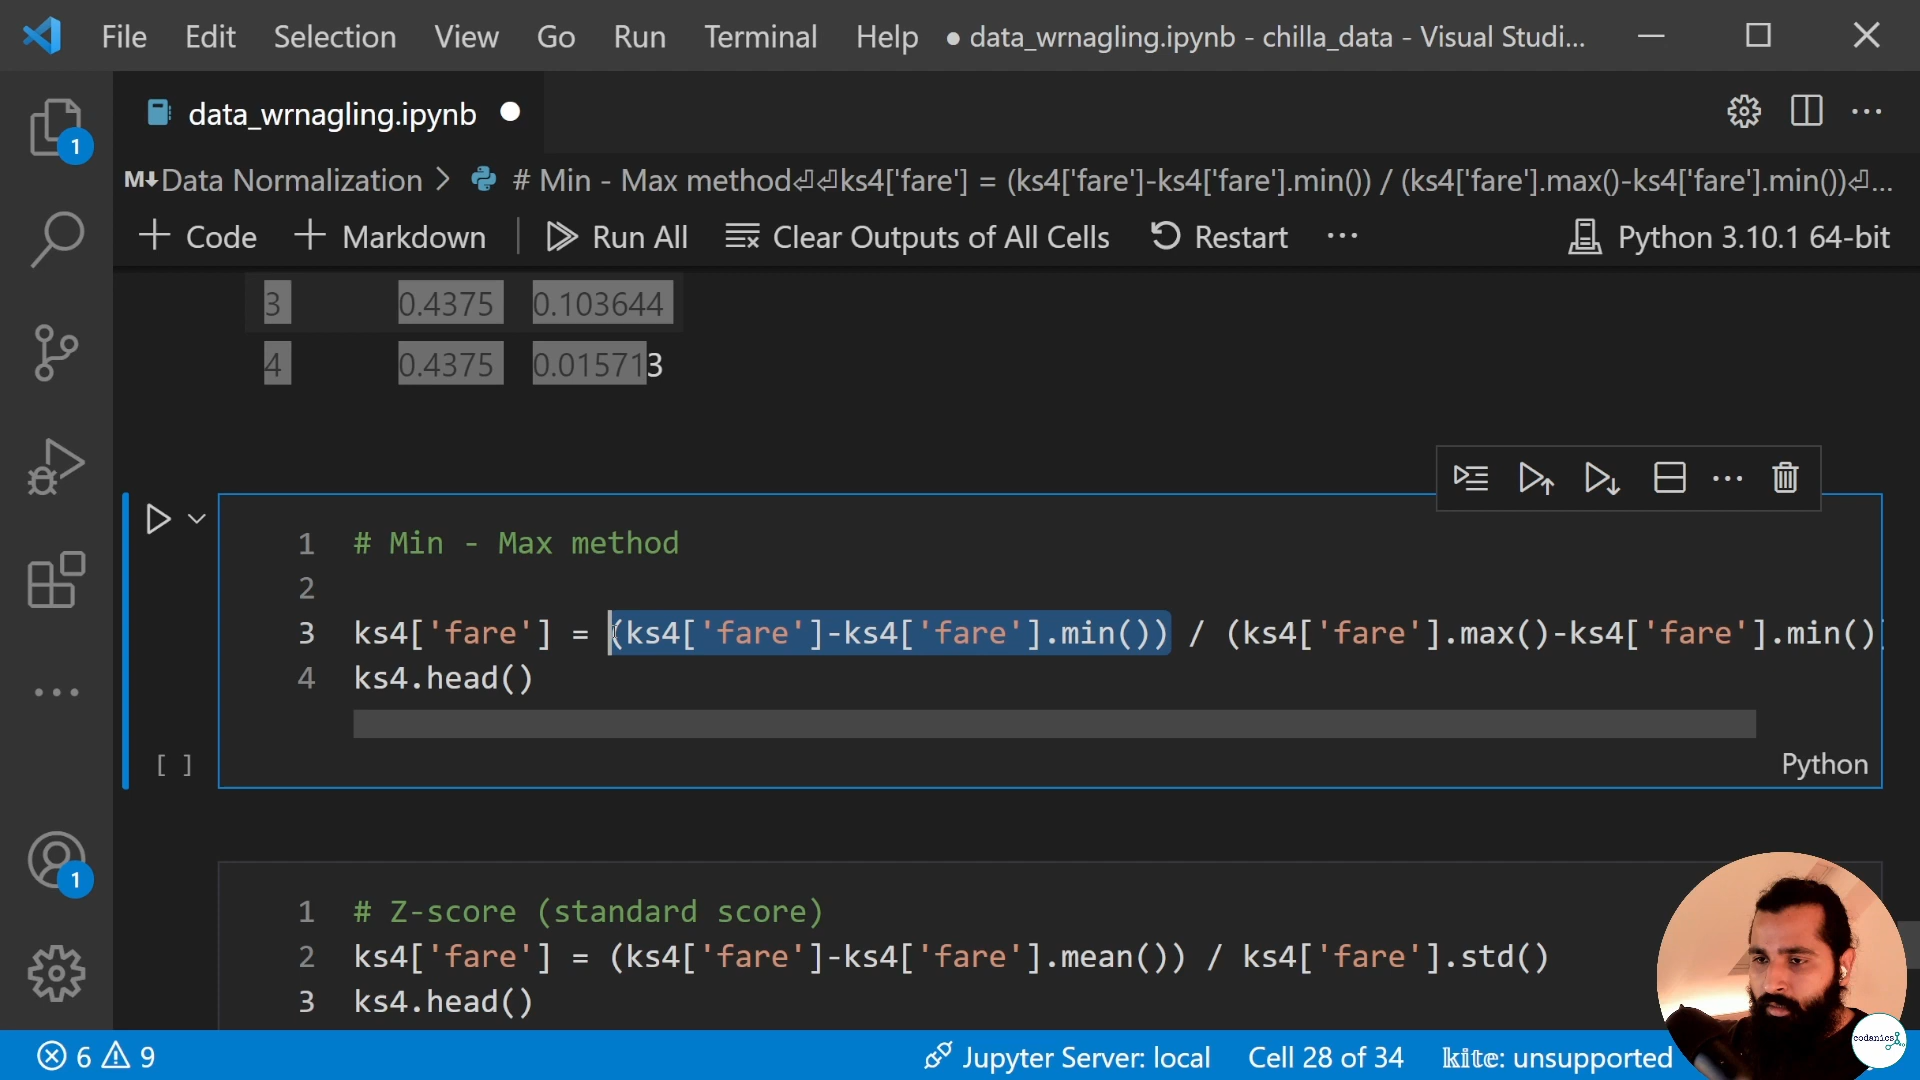 File Edit Selection View Go Run Terminal Help ● data_wrnagling.ipynb - chilla_data - Visual Studi...
data_wrnagling.ipynb
1
M↓Data Normalization > # Min - Max method⏎⏎ks4['fare'] = (ks4['fare']-ks4['fare'].min()) / (ks4['fare'].max()-ks4['fare'].min())⏎...
+ Code + Markdown Run All Clear Outputs of All Cells Restart ... Python 3.10.1 64-bit
3 0.4375 0.103644
4 0.4375 0.015713
1 # Min - Max method
2
3 ks4['fare'] = (ks4['fare']-ks4['fare'].min()) / (ks4['fare'].max()-ks4['fare'].min()
4 ks4.head()
[ ]
Python
1
1 # Z-score (standard score)
2 ks4['fare'] = (ks4['fare']-ks4['fare'].mean()) / ks4['fare'].std()
3 ks4.head()
codanics
6 9 Jupyter Server: local Cell 28 of 34 kite: unsupported